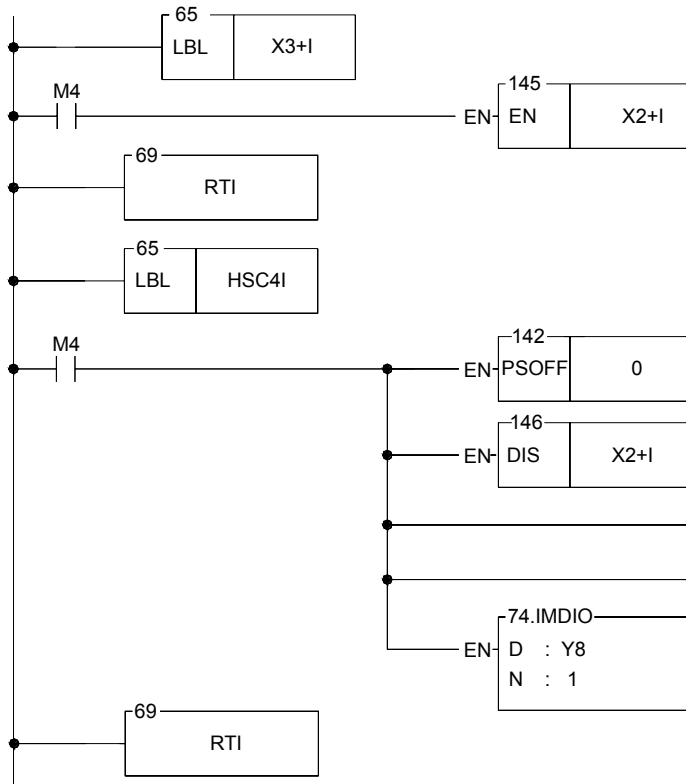 65
LBL X3+I
M4
145
EN EN X2+I
69
RTI
65
LBL HSC4I
M4
142
EN PSOFF 0
146
EN DIS X2+I
74.IMDIO
EN D : Y8
N : 1
69
RTI